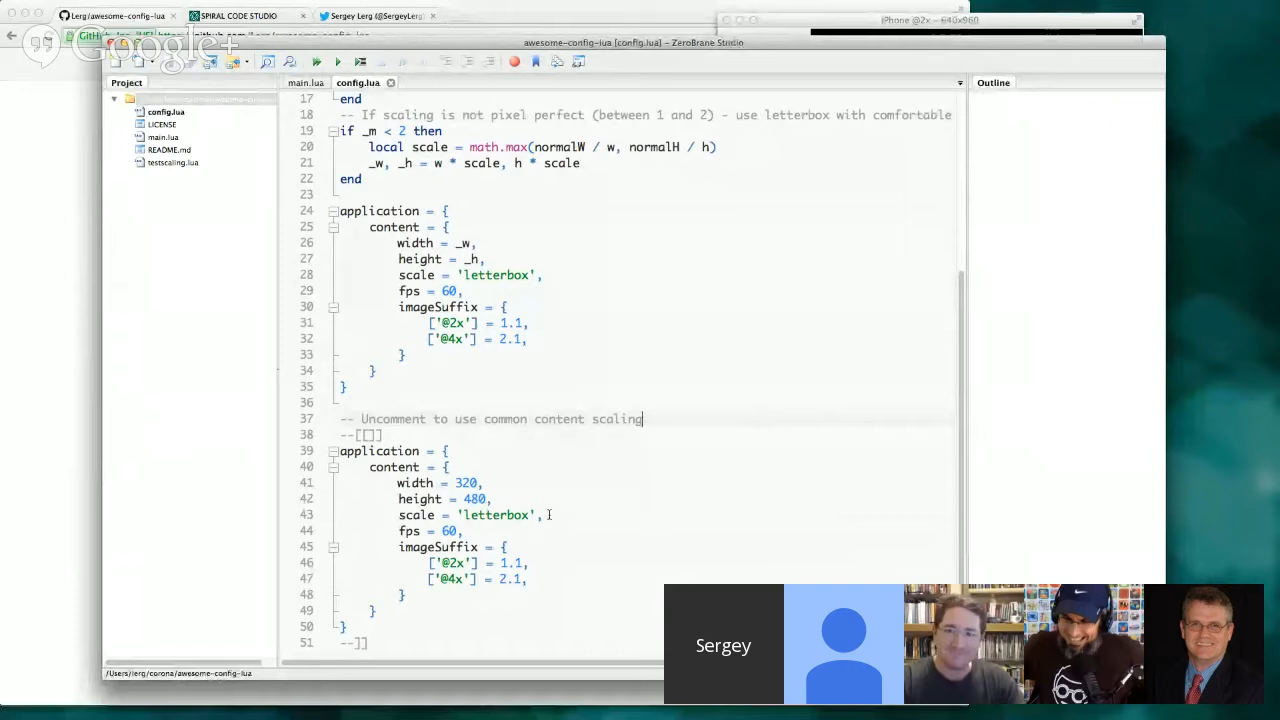 Lerg/awesome-config-lua
SPIRAL CODE STUDIO
Sergey Lerg (@SergeyLerg)
iPhone @2x – 640x960
Google+
awesome-config-lua [config.lua] – ZeroBrane Studio
Project
main.lua
config.lua
Outline
config.lua
LICENSE
main.lua
README.md
testscaling.lua
17 end
18 -- If scaling is not pixel perfect (between 1 and 2) - use letterbox with comfortable
19 if _m < 2 then
20 local scale = math.max(normalW / w, normalH / h)
21 _w, _h = w * scale, h * scale
22 end
23
24 application = {
25 content = {
26 width = _w,
27 height = _h,
28 scale = 'letterbox',
29 fps = 60,
30 imageSuffix = {
31 ['@2x'] = 1.1,
32 ['@4x'] = 2.1,
33 }
34 }
35 }
36
37 -- Uncomment to use common content scaling
38 --[[]]
39 application = {
40 content = {
41 width = 320,
42 height = 480,
43 scale = 'letterbox',
44 fps = 60,
45 imageSuffix = {
46 ['@2x'] = 1.1,
47 ['@4x'] = 2.1,
48 }
49 }
50 }
51 --]]
/Users/lerg/corona/awesome-config-lua
Sergey